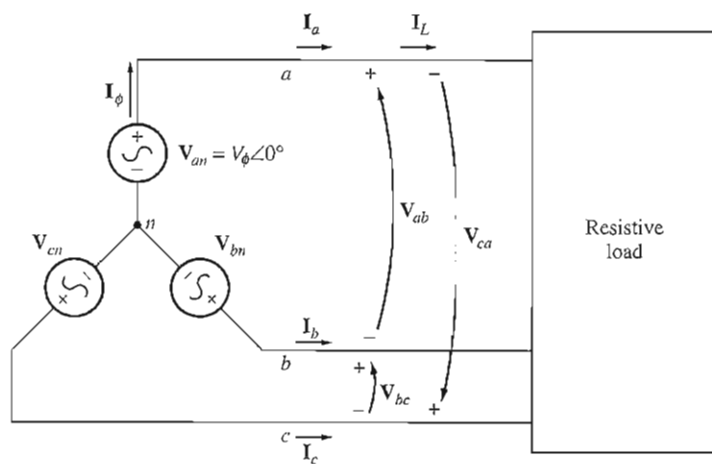 I_a
I_L
a
+
−
I_ϕ
+
−
V_an = V_ϕ∠0°
n
V_cn
V_bn
−
+
−
+
V_ab
V_ca
Resistive
load
I_b
−
b
+
V_bc
−
+
c
I_c